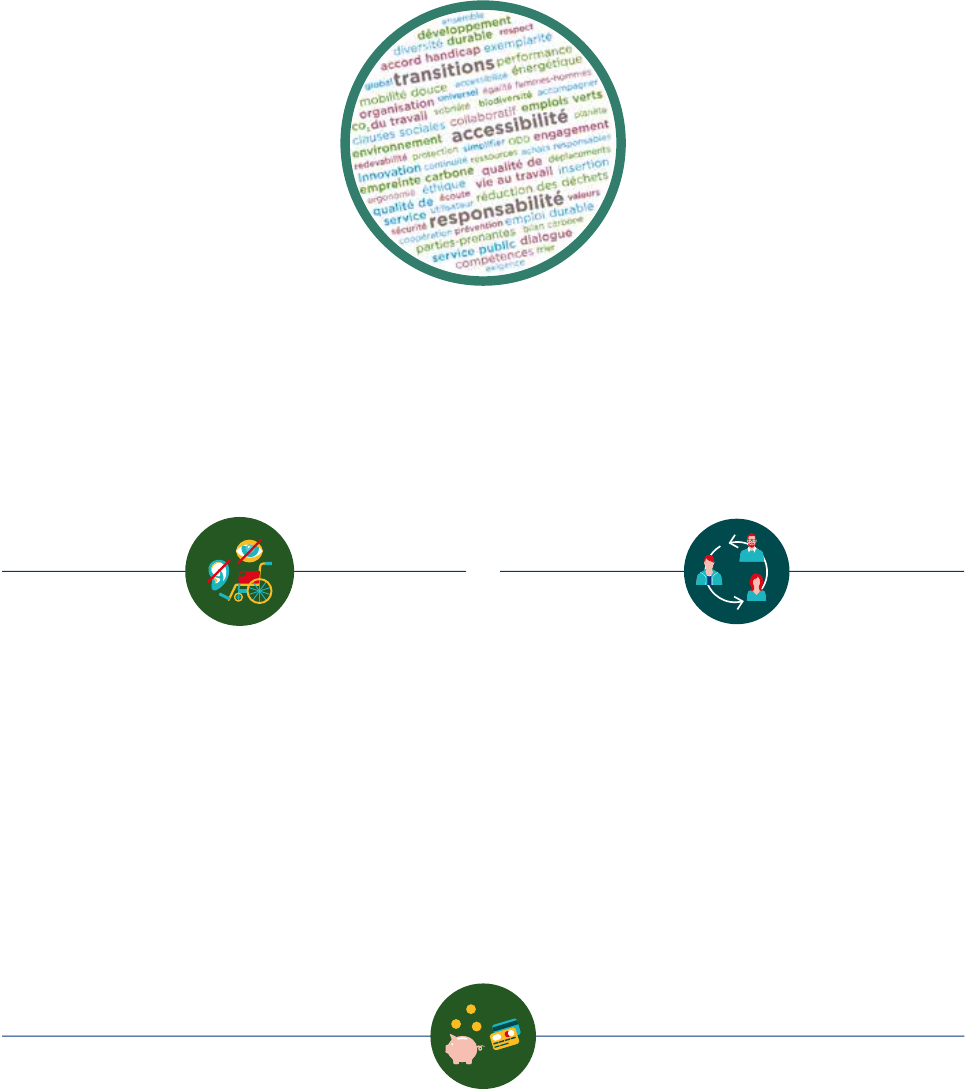 ensemble
développement
diversité durable respect
accord handicap exemplarité
global transitions performance
mobilité douce accessibilité énergétique
organisation universel égalité femmes-hommes
co₂ du travail sobriété biodiversité accompagner
clauses sociales collaboratif emplois verts
environnement accessibilité planète
redevabilité protection simplifier ODD engagement
innovation continuité ressources achats responsables
empreinte carbone qualité de déplacements
ergonomie éthique vie au travail insertion
qualité de écoute réduction des déchets
service utilisateur responsabilité valeurs
sécurité prévention emploi durable
coopération bilan carbone
parties-prenantes dialogue
service public trier
compétences
exigence